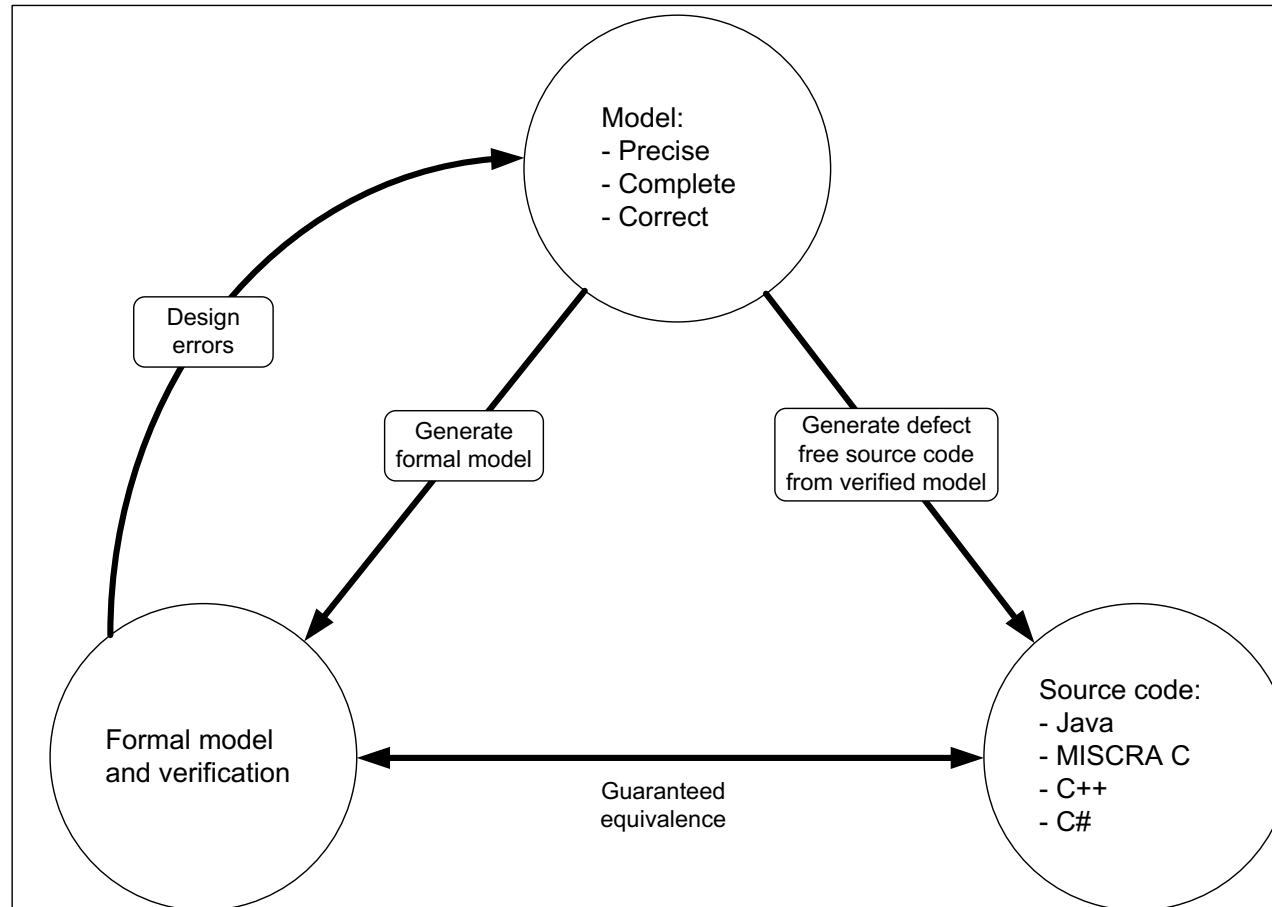 Model:
- Precise
- Complete
- Correct
Design
errors
Generate
formal model
Generate defect
free source code
from verified model
Formal model
and verification
Guaranteed
equivalence
Source code:
- Java
- MISCRA C
- C++
- C#